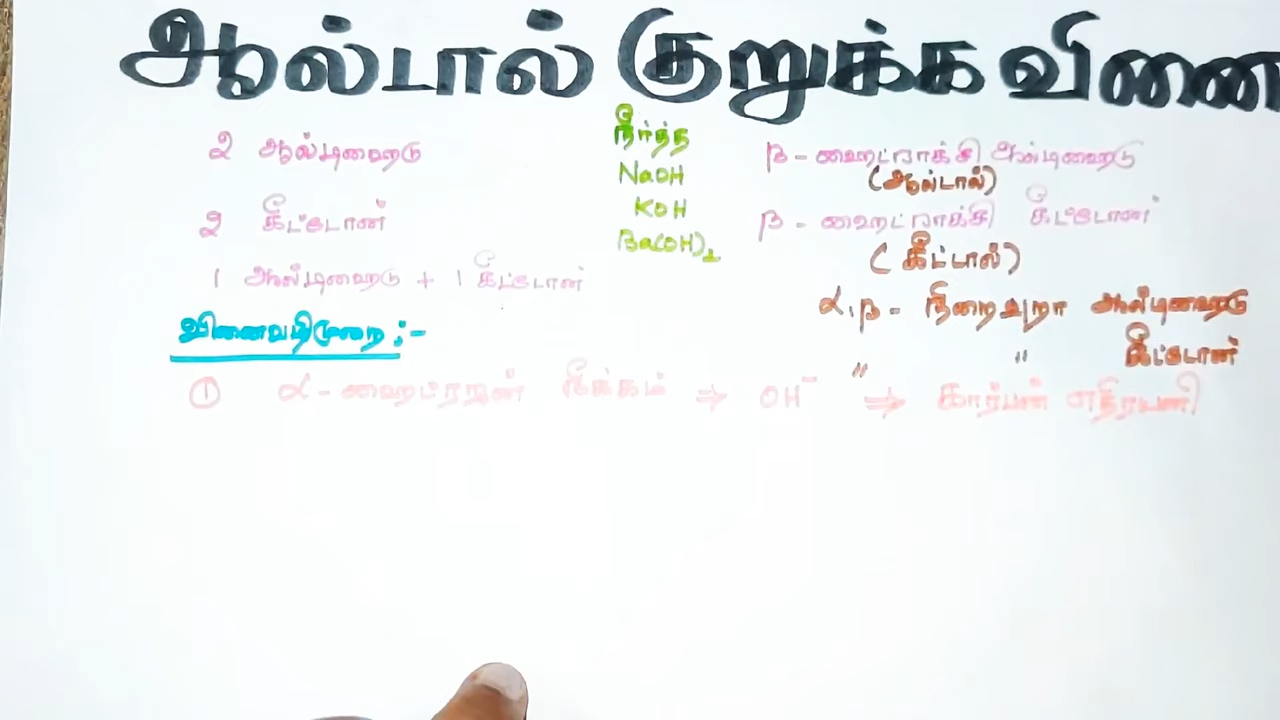 ஆல்டால் குறுக்க வினை
2 ஆல்டிஹைடு நீர்த்த β - ஹைட்ராக்சி ஆல்டிஹைடு
NaOH (ஆல்டால்)
2 கீட்டோன் KOH β - ஹைட்ராக்சி கீட்டோன்
Ba(OH)2 (கீட்டால்)
1 ஆல்டிஹைடு + 1 கீட்டோன்
α,β - நிறைவுறா ஆல்டிஹைடு
வினைவழிமுறை :-
" " கீட்டோன்
① α - ஹைட்ரஜன் நீக்கம் ⇒ OH⁻ ⇒ கார்பன் எதிரயனி